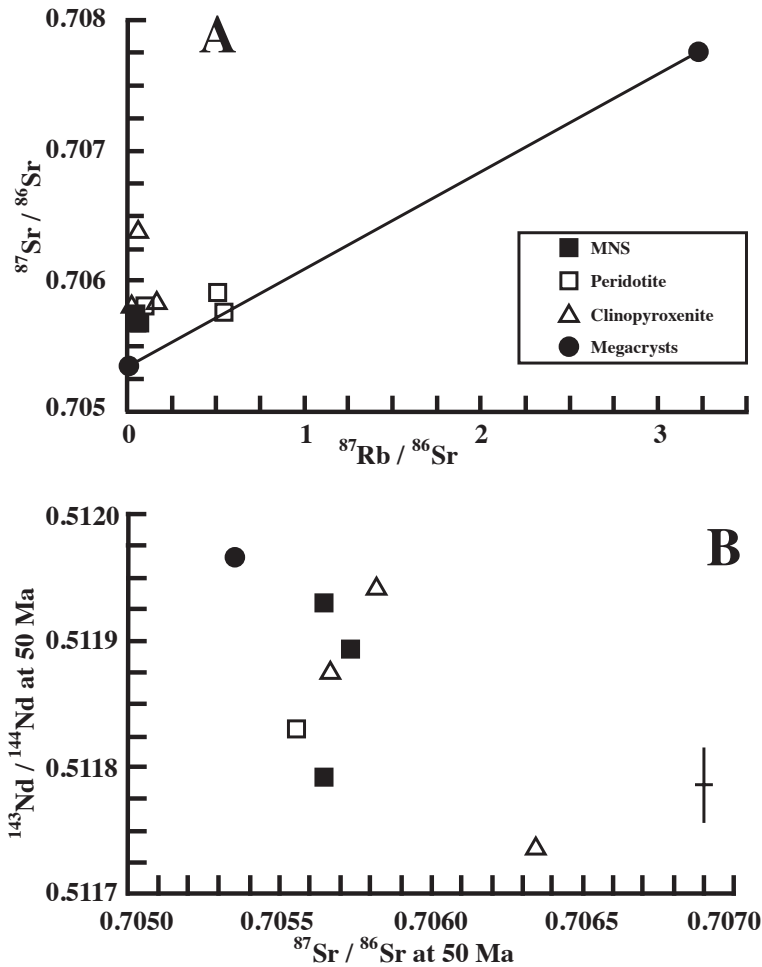 0.708
A
0.707
0.706
0.705
⁸⁷Sr / ⁸⁶Sr
MNS
Peridotite
Clinopyroxenite
Megacrysts
0 1 2 3
⁸⁷Rb / ⁸⁶Sr
0.5120
B
0.5119
0.5118
0.5117
¹⁴³Nd / ¹⁴⁴Nd at 50 Ma
0.7050 0.7055 0.7060 0.7065 0.7070
⁸⁷Sr / ⁸⁶Sr at 50 Ma